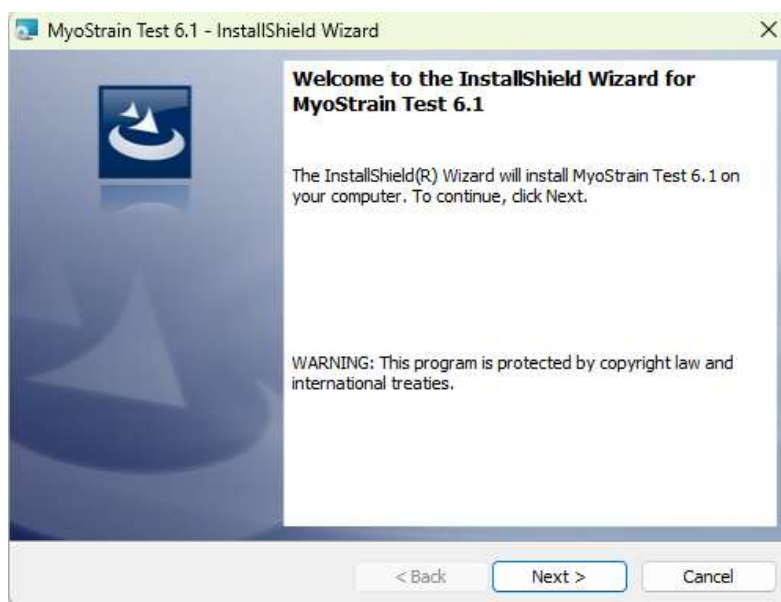 MyoStrain Test 6.1 - InstallShield Wizard
Welcome to the InstallShield Wizard for
MyoStrain Test 6.1
The InstallShield(R) Wizard will install MyoStrain Test 6.1 on
your computer. To continue, click Next.
WARNING: This program is protected by copyright law and
international treaties.
< Back
Next >
Cancel